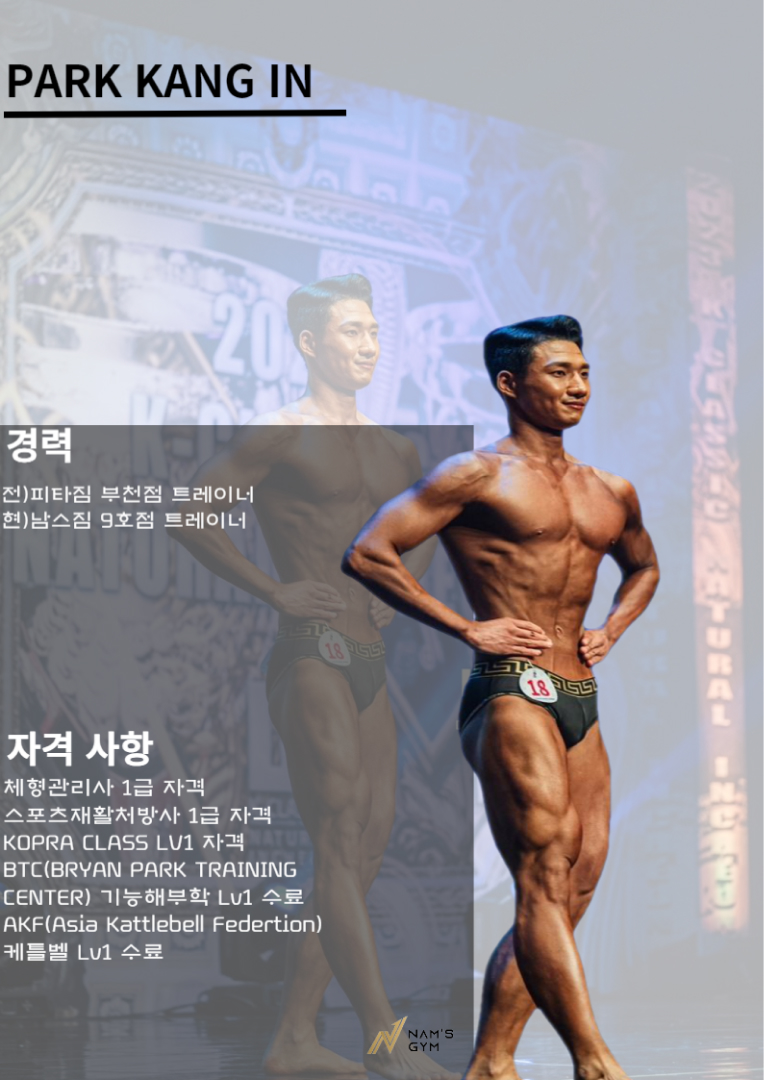 PARK KANG IN
경력
전)피타짐 부천점 트레이너
현)남스짐 9호점 트레이너
자격 사항
체형관리사 1급 자격
스포츠재활처방사 1급 자격
KOPRA CLASS LV1 자격
BTC(BRYAN PARK TRAINING
CENTER) 기능해부학 Lv1 수료
AKF(Asia Kattlebell Federtion)
케틀벨 Lv1 수료
18
18
NAM'S
GYM